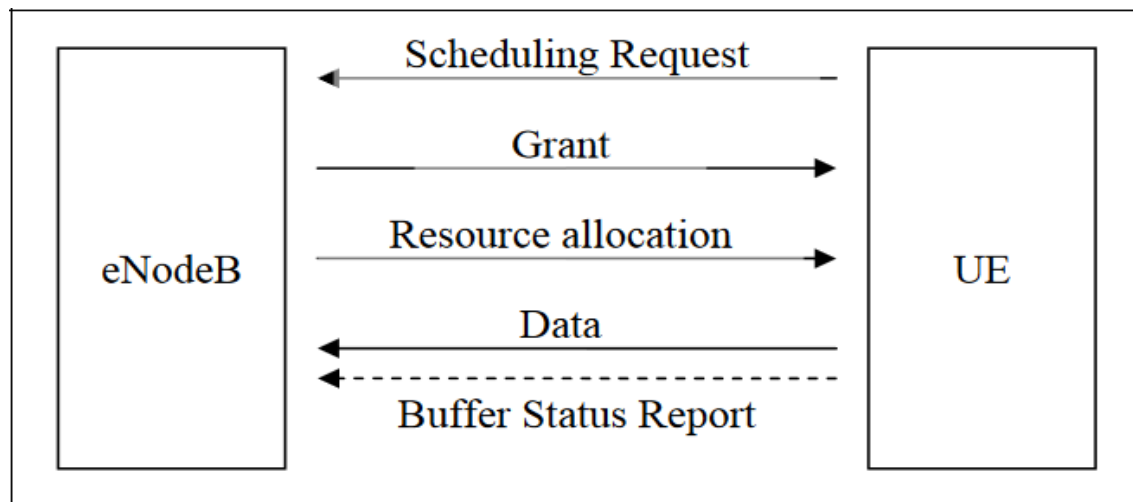 Scheduling Request
Grant
Resource allocation
eNodeB
UE
Data
Buffer Status Report